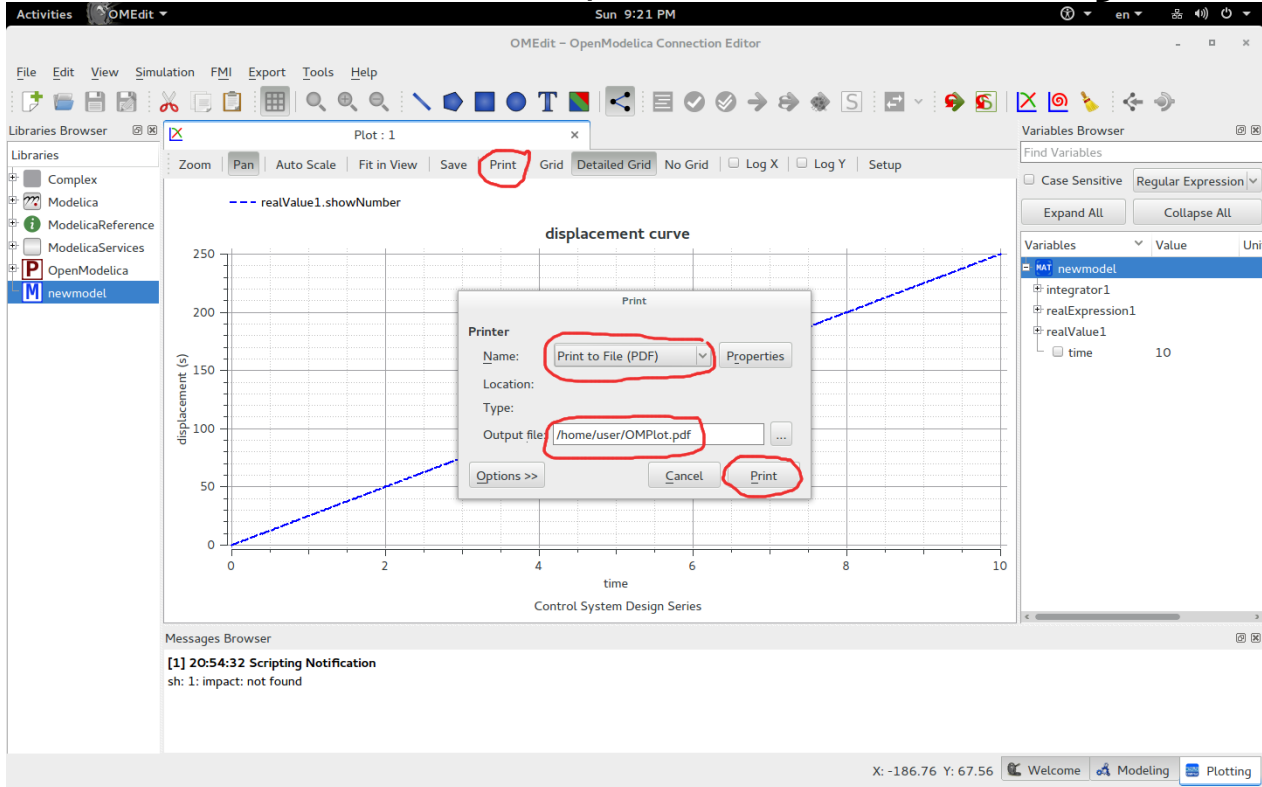 Activities OMEdit Sun 9:21 PM en
OMEdit – OpenModelica Connection Editor
File Edit View Simulation FMI Export Tools Help
T S
Libraries Browser Plot : 1 Variables Browser
Libraries
Complex
Modelica
ModelicaReference
ModelicaServices
P OpenModelica
M newmodel
Zoom Pan Auto Scale Fit in View Save Print Grid Detailed Grid No Grid Log X Log Y Setup
realValue1.showNumber
displacement curve
displacement (s)
250
200
150
100
50
0
0 2 4 6 8 10
time
Control System Design Series
Print
Printer
Name: Print to File (PDF) Properties
Location:
Type:
Output file: /home/user/OMPlot.pdf ...
Options >> Cancel Print
Find Variables
Case Sensitive Regular Expression
Expand All Collapse All
Variables Value Uni
MAT newmodel
integrator1
realExpression1
realValue1
time 10
Messages Browser
[1] 20:54:32 Scripting Notification
sh: 1: impact: not found
X: -186.76 Y: 67.56 Welcome Modeling Plotting